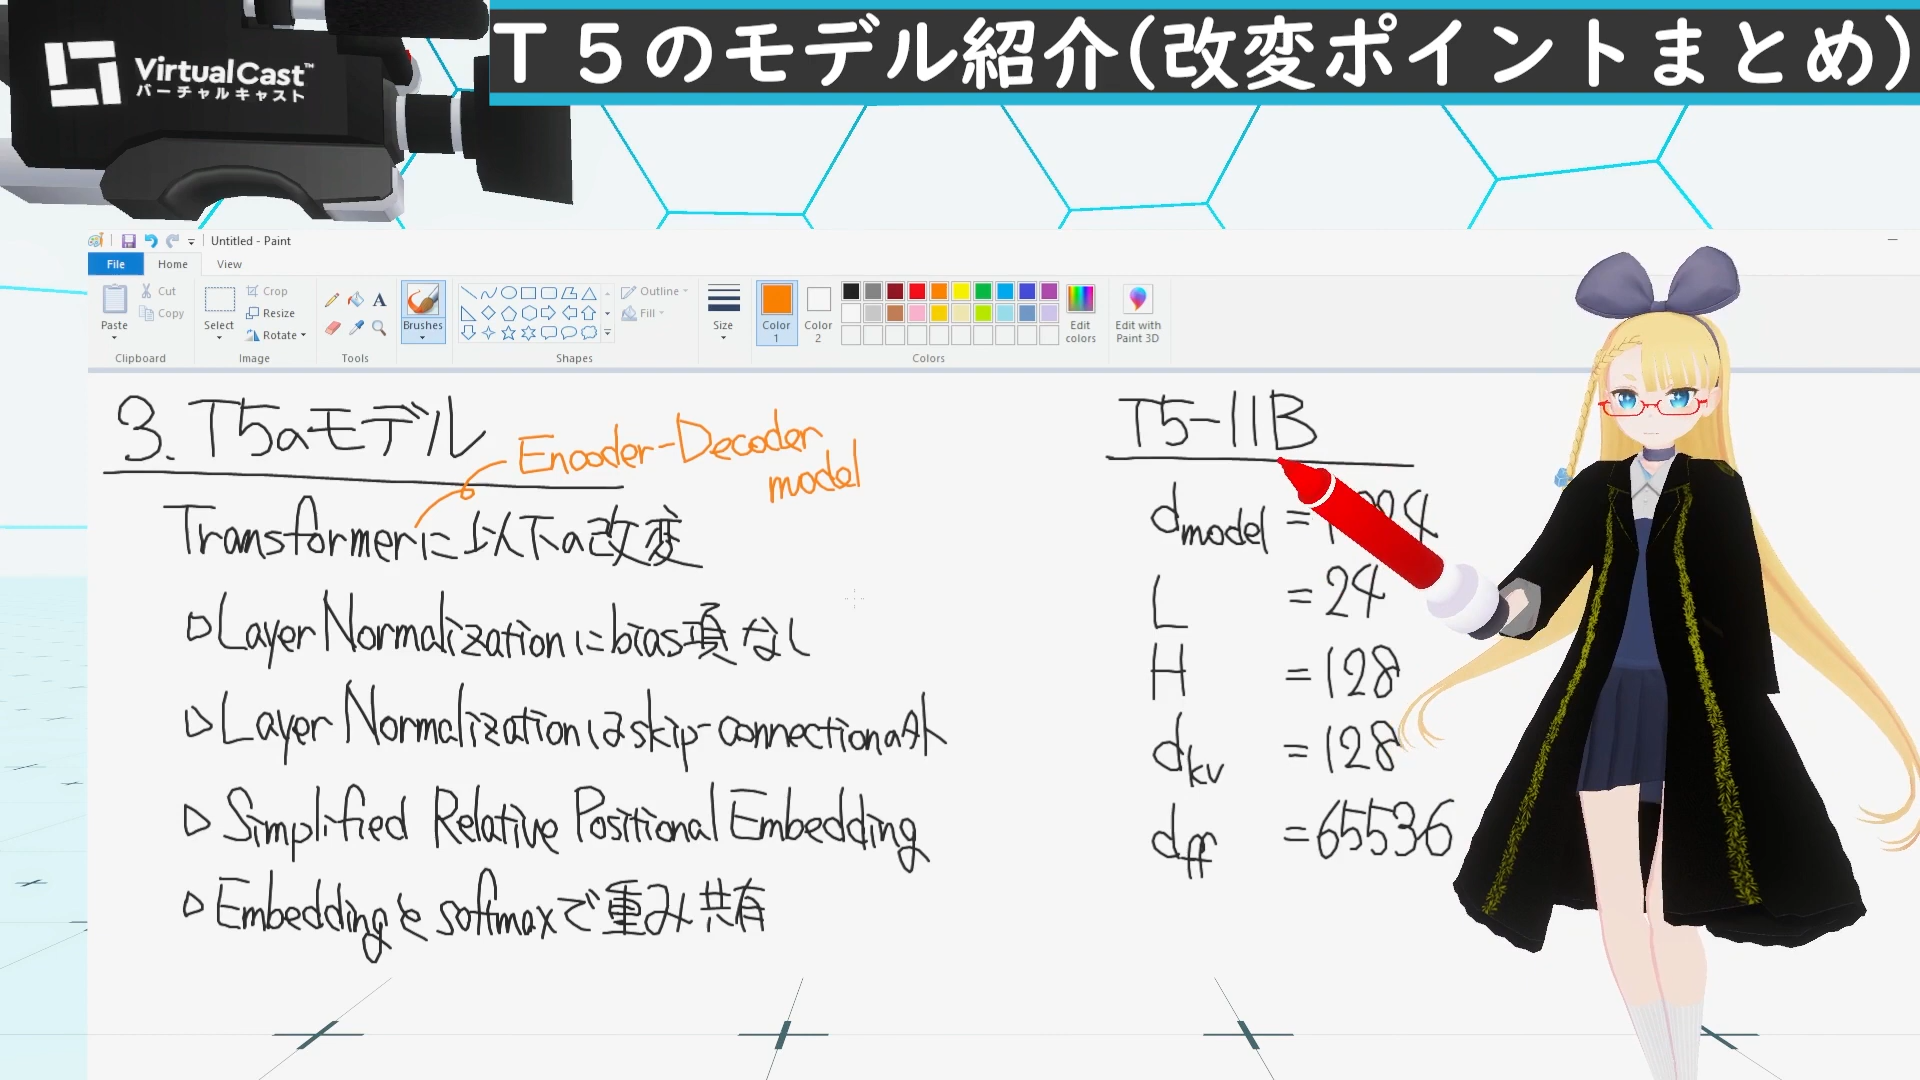 T5のモデル紹介(改変ポイントまとめ)
VirtualCast™
バーチャルキャスト
Untitled - Paint
File Home View
Paste
Cut
Copy
Clipboard
Select
Crop
Resize
Rotate
Image
Tools
Brushes
Shapes
Outline
Fill
Size
Color 1
Color 2
Colors
Edit colors
Edit with Paint 3D
3. T5のモデル
Encoder-Decoder
model
Transformerに以下の改変
▷Layer Normalizationにbias項なし
▷Layer Normalizationはskip-connectionの外
▷Simplified Relative Positional Embedding
▷Embeddingとsoftmaxで重み共有
T5-11B
dmodel =
L = 24
H = 128
dkv = 128
dff = 65536